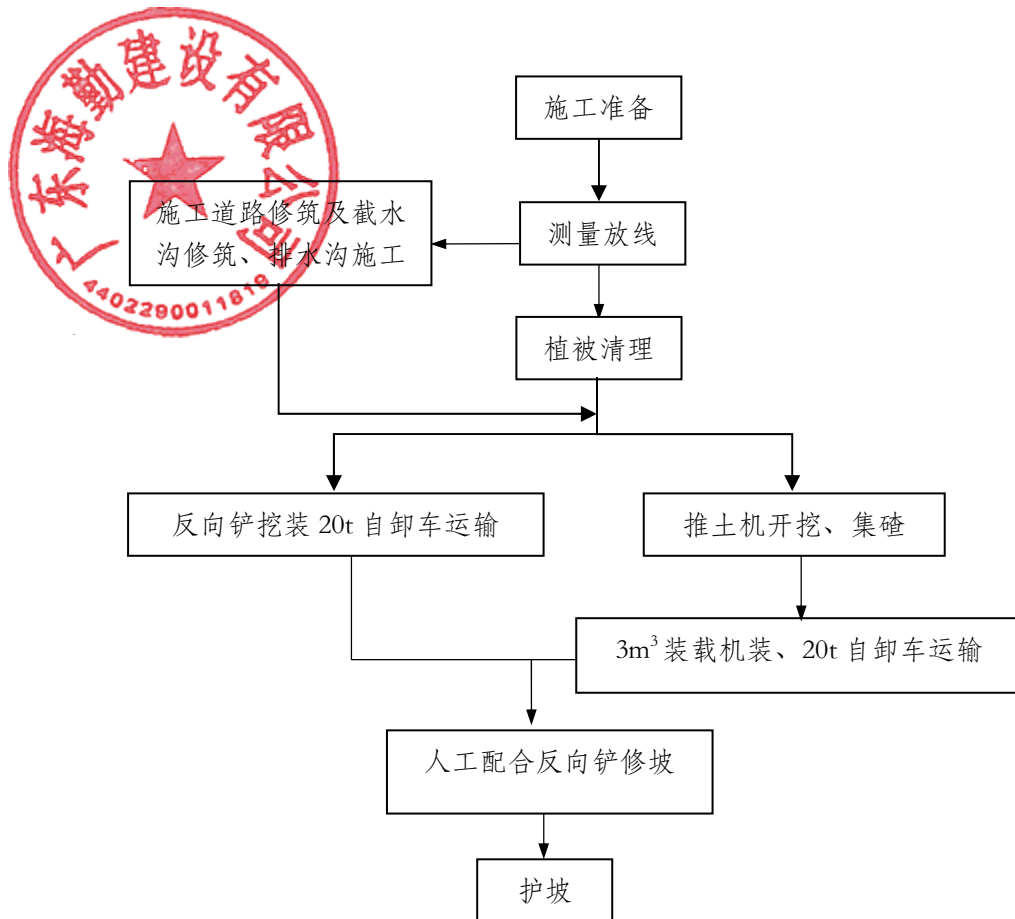 广东海勤建设有限公司
4402290011819
施工准备
施工道路修筑及截水
沟修筑、排水沟施工
测量放线
植被清理
反向铲挖装 20t 自卸车运输
推土机开挖、集碴
3m³ 装载机装、20t 自卸车运输
人工配合反向铲修坡
护坡